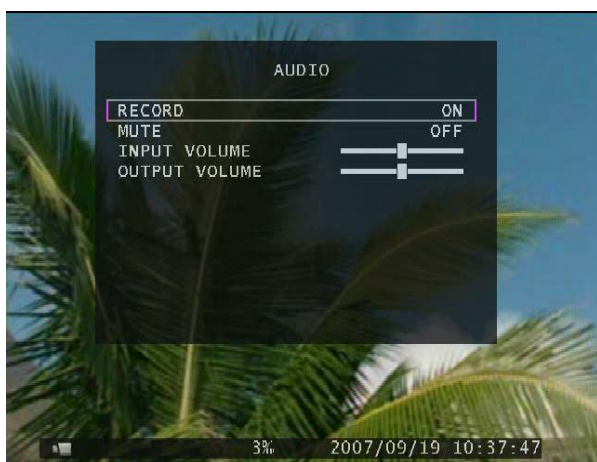 AUDIO
RECORD ON
MUTE OFF
INPUT VOLUME
OUTPUT VOLUME
3% 2007/09/19 10:37:47